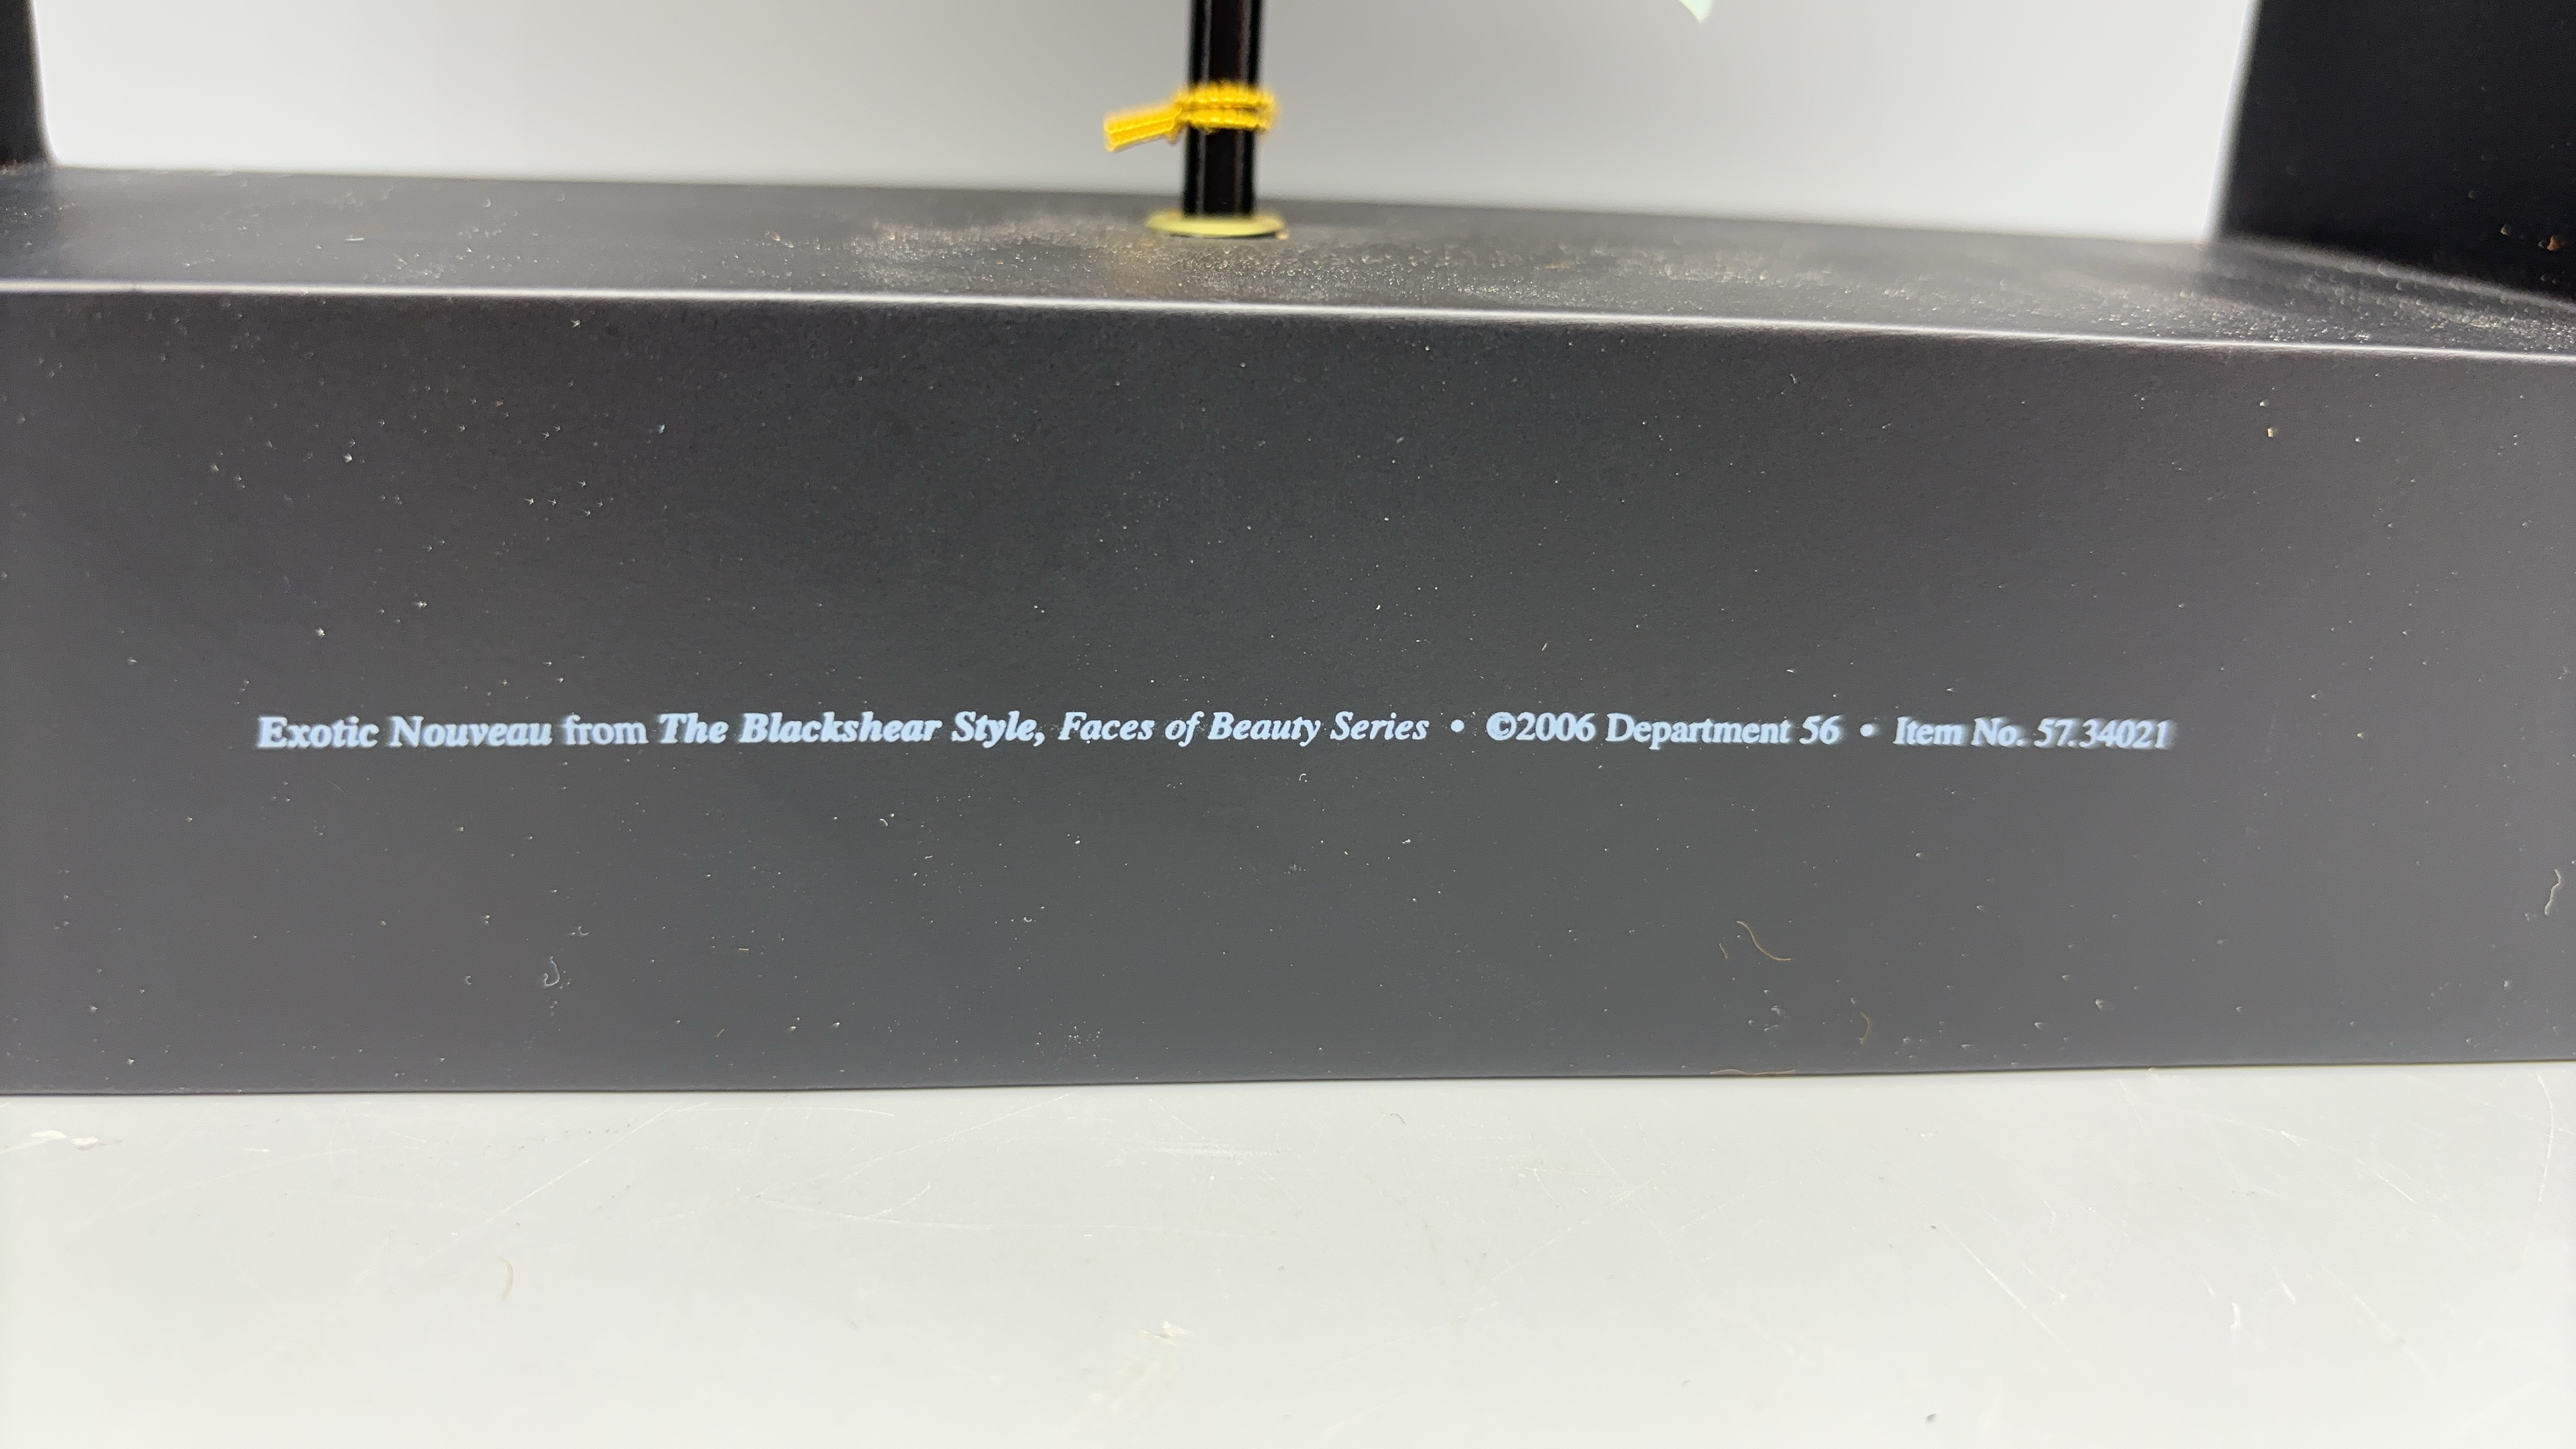 Exotic Nouveau from The Blackshear Style, Faces of Beauty Series • ©2006 Department 56 • Item No. 57.34021